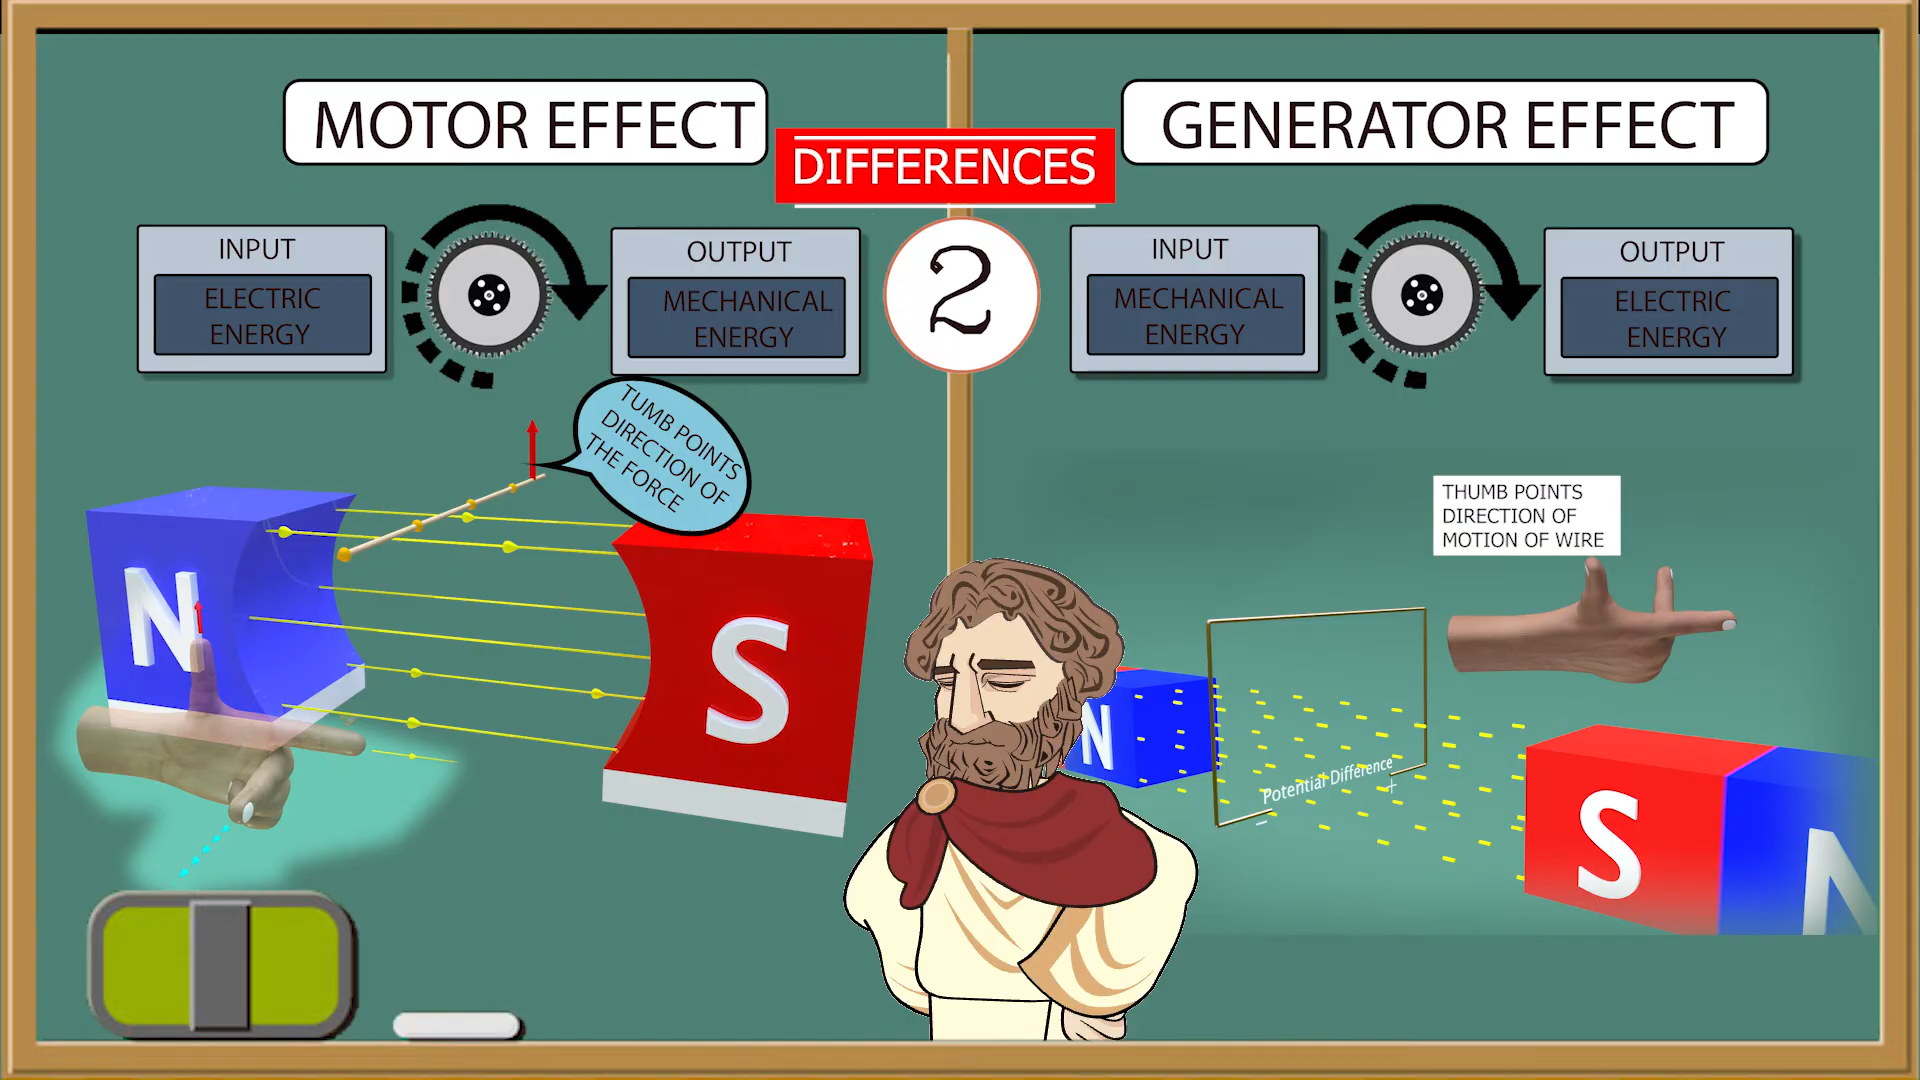 MOTOR EFFECT
GENERATOR EFFECT
DIFFERENCES
2
INPUT
ELECTRIC
ENERGY
OUTPUT
MECHANICAL
ENERGY
INPUT
MECHANICAL
ENERGY
OUTPUT
ELECTRIC
ENERGY
TUMB POINTS
DIRECTION OF
THE FORCE
THUMB POINTS
DIRECTION OF
MOTION OF WIRE
N
S
N
Potential Difference
- +
S
N